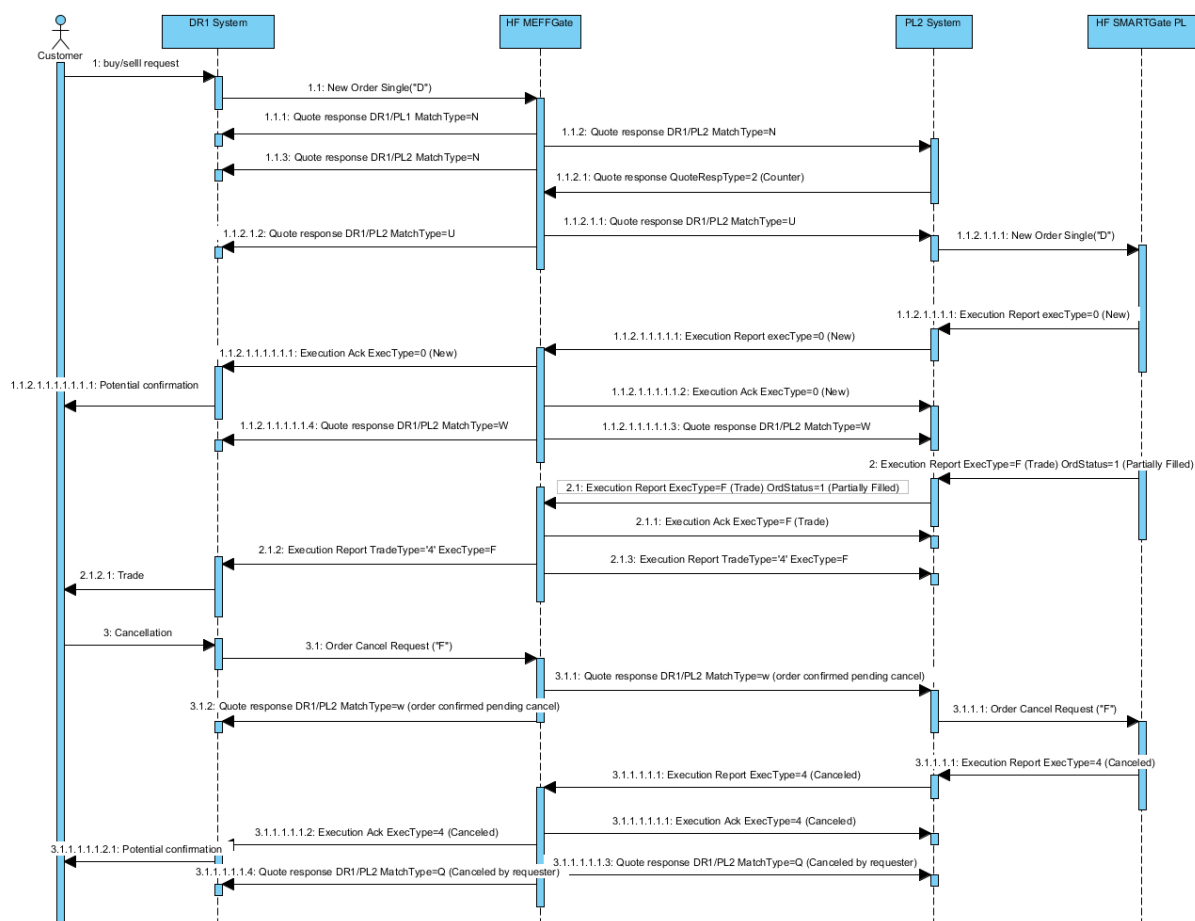 DR1 System
HF MEFFGate
PL2 System
HF SMARTGate PL
Customer
1: buy/selll request
1.1: New Order Single("D")
1.1.1: Quote response DR1/PL1 MatchType=N
1.1.2: Quote response DR1/PL2 MatchType=N
1.1.3: Quote response DR1/PL2 MatchType=N
1.1.2.1: Quote response QuoteRespType=2 (Counter)
1.1.2.1.1: Quote response DR1/PL2 MatchType=U
1.1.2.1.2: Quote response DR1/PL2 MatchType=U
1.1.2.1.1.1: New Order Single("D")
1.1.2.1.1.1.1: Execution Report execType=0 (New)
1.1.2.1.1.1.1.1: Execution Report execType=0 (New)
1.1.2.1.1.1.1.1.1: Execution Ack ExecType=0 (New)
1.1.2.1.1.1.1.1.1.1: Potential confirmation
1.1.2.1.1.1.1.1.2: Execution Ack ExecType=0 (New)
1.1.2.1.1.1.1.1.4: Quote response DR1/PL2 MatchType=W
1.1.2.1.1.1.1.1.3: Quote response DR1/PL2 MatchType=W
2: Execution Report ExecType=F (Trade) OrdStatus=1 (Partially Filled)
2.1: Execution Report ExecType=F (Trade) OrdStatus=1 (Partially Filled)
2.1.1: Execution Ack ExecType=F (Trade)
2.1.2: Execution Report TradeType='4' ExecType=F
2.1.3: Execution Report TradeType='4' ExecType=F
2.1.2.1: Trade
3: Cancellation
3.1: Order Cancel Request ("F")
3.1.1: Quote response DR1/PL2 MatchType=w (order confirmed pending cancel)
3.1.2: Quote response DR1/PL2 MatchType=w (order confirmed pending cancel)
3.1.1.1: Order Cancel Request ("F")
3.1.1.1.1: Execution Report ExecType=4 (Canceled)
3.1.1.1.1.1: Execution Report ExecType=4 (Canceled)
3.1.1.1.1.1.1: Execution Ack ExecType=4 (Canceled)
3.1.1.1.1.1.2: Execution Ack ExecType=4 (Canceled)
3.1.1.1.1.1.2.1: Potential confirmation
3.1.1.1.1.1.3: Quote response DR1/PL2 MatchType=Q (Canceled by requester)
3.1.1.1.1.1.4: Quote response DR1/PL2 MatchType=Q (Canceled by requester)